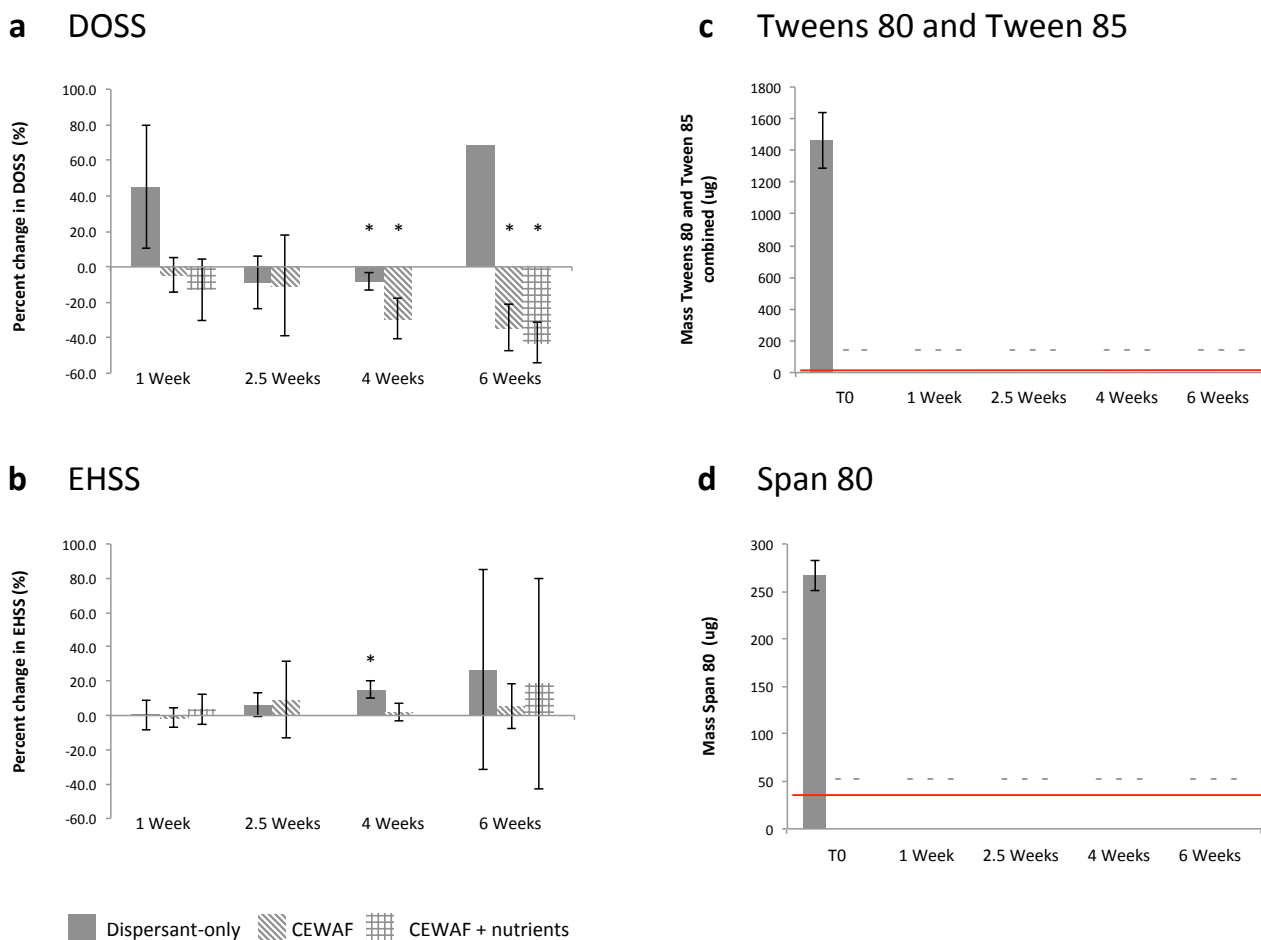 a DOSS
Percent change in DOSS (%)
100.0
80.0
60.0
40.0
20.0
0.0
-20.0
-40.0
-60.0
* *
* *
1 Week 2.5 Weeks 4 Weeks 6 Weeks
b EHSS
Percent change in EHSS (%)
100.0
80.0
60.0
40.0
20.0
0.0
-20.0
-40.0
-60.0
*
1 Week 2.5 Weeks 4 Weeks 6 Weeks
c Tweens 80 and Tween 85
Mass Tweens 80 and Tween 85
combined (ug)
1800
1600
1400
1200
1000
800
600
400
200
0
- - - - - - - - - - - - - -
T0 1 Week 2.5 Weeks 4 Weeks 6 Weeks
d Span 80
Mass Span 80 (ug)
300
250
200
150
100
50
0
- - - - - - - - - - - - - -
T0 1 Week 2.5 Weeks 4 Weeks 6 Weeks
Dispersant-only CEWAF CEWAF + nutrients